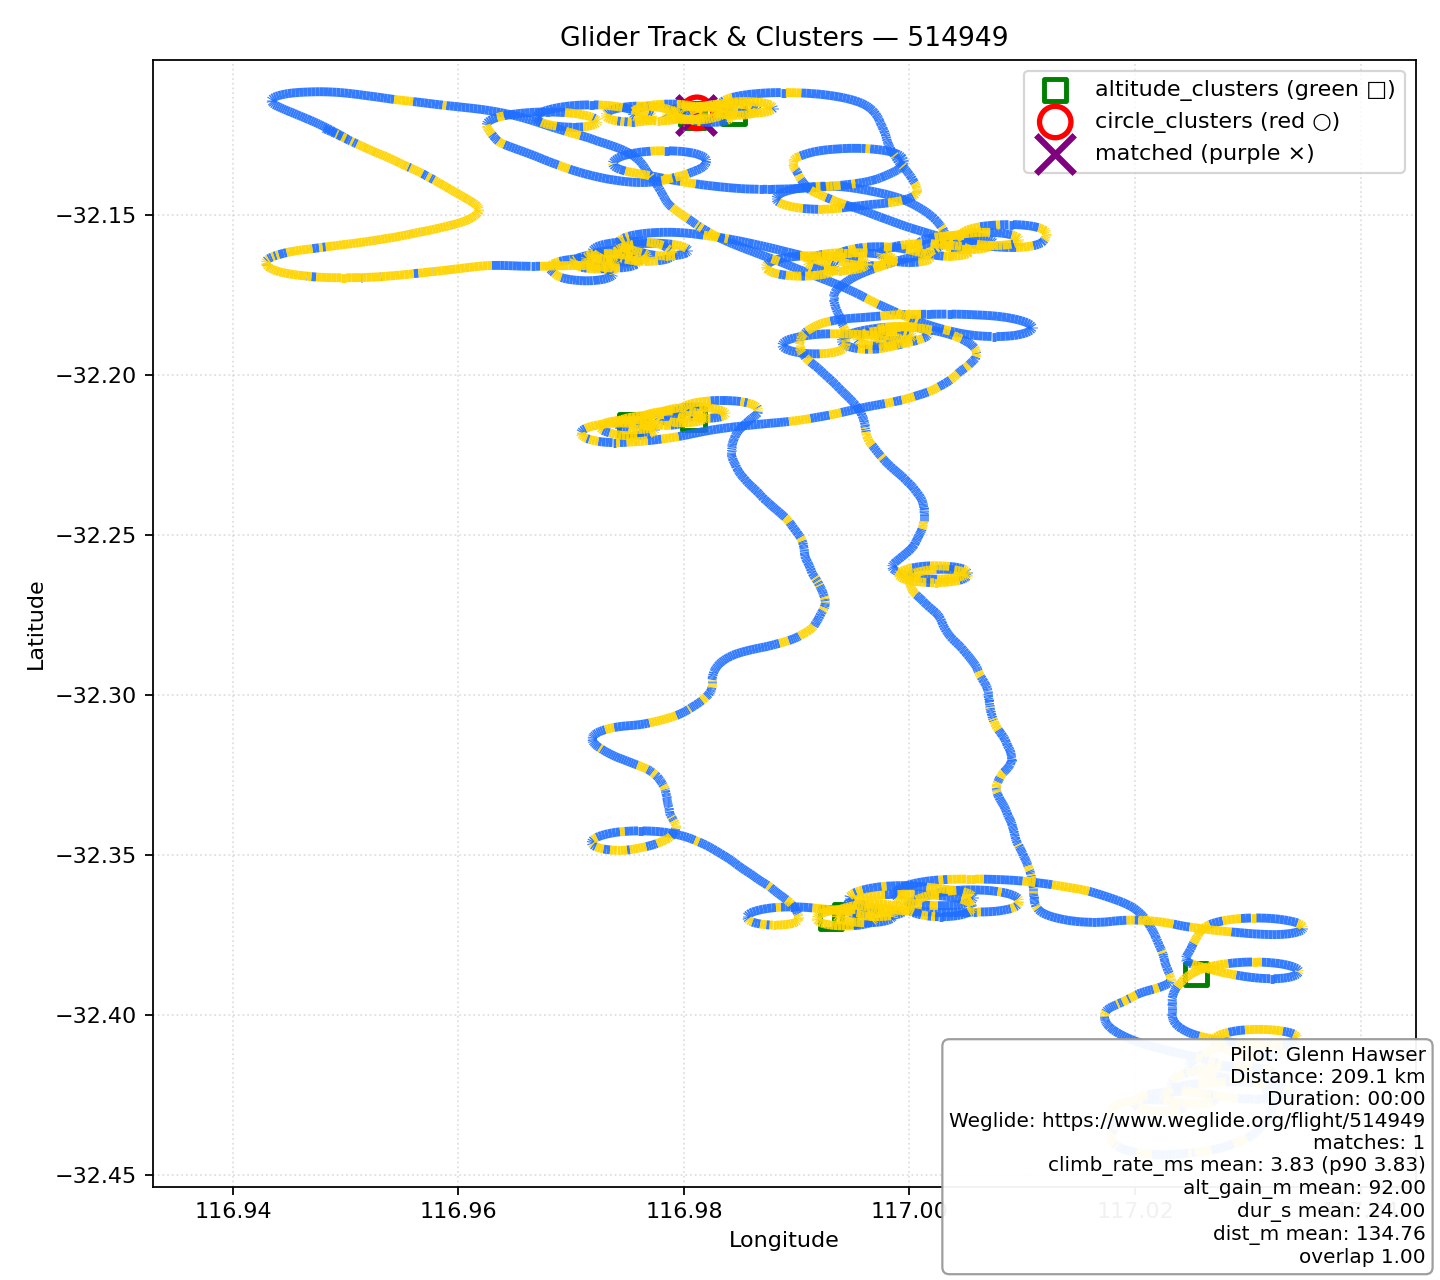 Glider Track & Clusters — 514949
altitude_clusters (green □)
circle_clusters (red ○)
matched (purple ×)
Latitude
−32.15
−32.20
−32.25
−32.30
−32.35
−32.40
−32.45
116.94
116.96
116.98
117.00
117.02
Longitude
Pilot: Glenn Hawser
Distance: 209.1 km
Duration: 00:00
Weglide: https://www.weglide.org/flight/514949
matches: 1
climb_rate_ms mean: 3.83 (p90 3.83)
alt_gain_m mean: 92.00
dur_s mean: 24.00
dist_m mean: 134.76
overlap 1.00